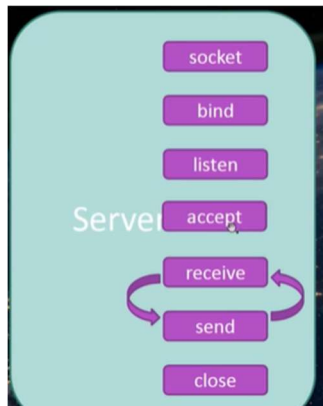 socket
bind
listen
Server
accept
receive
send
close